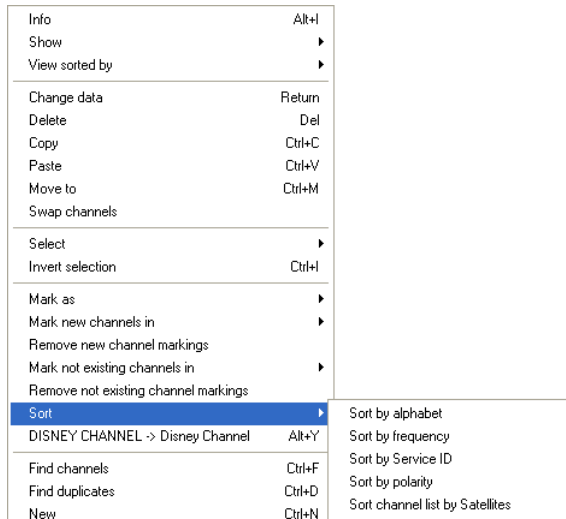 Info Alt+I
Show
View sorted by
Change data Return
Delete Del
Copy Ctrl+C
Paste Ctrl+V
Move to Ctrl+M
Swap channels
Select
Invert selection Ctrl+I
Mark as
Mark new channels in
Remove new channel markings
Mark not existing channels in
Remove not existing channel markings
Sort
DISNEY CHANNEL -> Disney Channel Alt+Y
Find channels Ctrl+F
Find duplicates Ctrl+D
New Ctrl+N
Sort by alphabet
Sort by frequency
Sort by Service ID
Sort by polarity
Sort channel list by Satellites